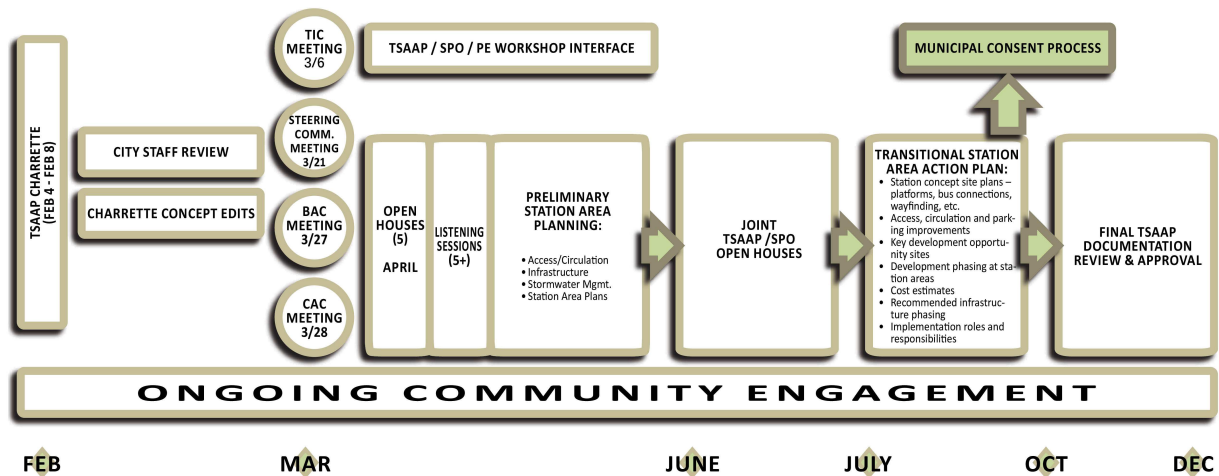 TSAAP CHARRETTE
(FEB 4 - FEB 8)
CITY STAFF REVIEW
CHARRETTE CONCEPT EDITS
TIC
MEETING
3/6
STEERING
COMM.
MEETING
3/21
BAC
MEETING
3/27
CAC
MEETING
3/28
TSAAP / SPO / PE WORKSHOP INTERFACE
OPEN
HOUSES
(5)
APRIL
LISTENING
SESSIONS
(5+)
PRELIMINARY
STATION AREA
PLANNING:
• Access/Circulation
• Infrastructure
• Stormwater Mgmt.
• Station Area Plans
JOINT
TSAAP /SPO
OPEN HOUSES
MUNICIPAL CONSENT PROCESS
TRANSITIONAL STATION
AREA ACTION PLAN:
• Station concept site plans –
platforms, bus connections,
wayfinding, etc.
• Access, circulation and park-
ing improvements
• Key development opportu-
nity sites
• Development phasing at sta-
tion areas
• Cost estimates
• Recommended infrastruc-
ture phasing
• Implementation roles and
responsibilities
FINAL TSAAP
DOCUMENTATION
REVIEW & APPROVAL
ONGOING COMMUNITY ENGAGEMENT
FEB
MAR
JUNE
JULY
OCT
DEC